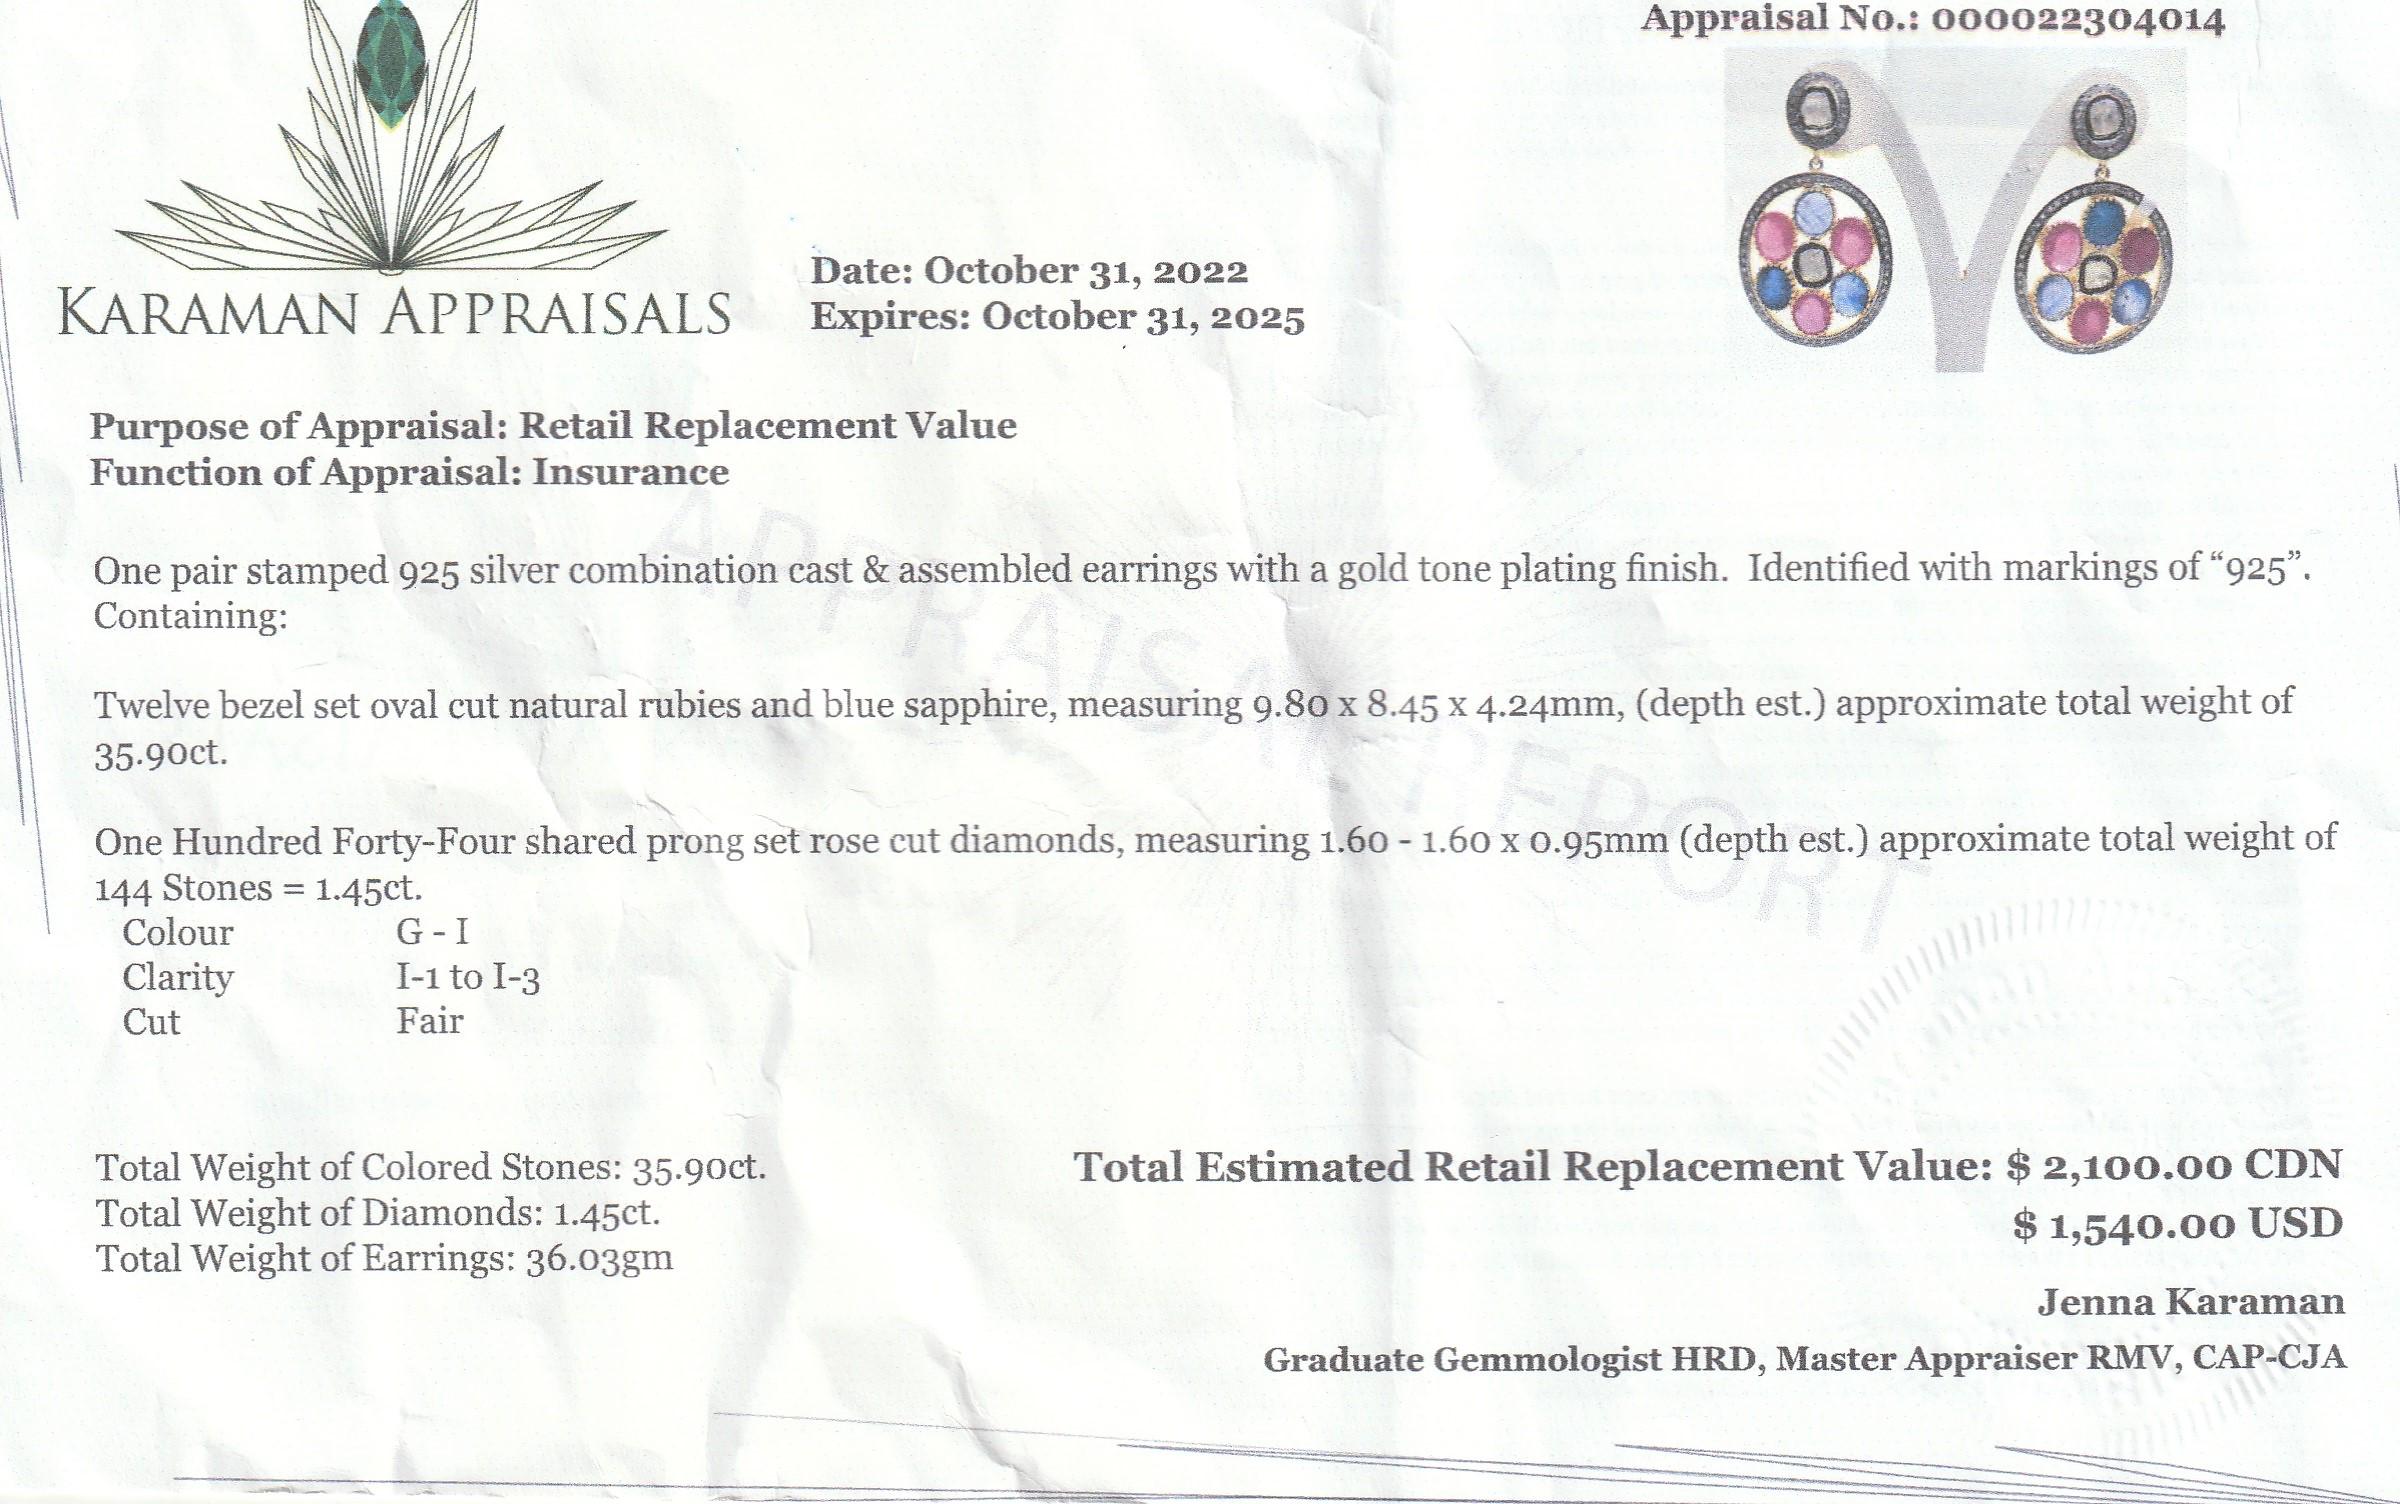 Appraisal No.: 000022304014
KARAMAN APPRAISALS
Date: October 31, 2022
Expires: October 31, 2025
Purpose of Appraisal: Retail Replacement Value
Function of Appraisal: Insurance
One pair stamped 925 silver combination cast & assembled earrings with a gold tone plating finish.  Identified with markings of “925”.
Containing:
Twelve bezel set oval cut natural rubies and blue sapphire, measuring 9.80 x 8.45 x 4.24mm, (depth est.) approximate total weight of
35.90ct.
One Hundred Forty-Four shared prong set rose cut diamonds, measuring 1.60 - 1.60 x 0.95mm (depth est.) approximate total weight of
144 Stones = 1.45ct.
Colour G - I
Clarity I-1 to I-3
Cut Fair
APPRAISAL REPORT
Total Weight of Colored Stones: 35.90ct.
Total Weight of Diamonds: 1.45ct.
Total Weight of Earrings: 36.03gm
Total Estimated Retail Replacement Value: $ 2,100.00 CDN
$ 1,540.00 USD
Jenna Karaman
Graduate Gemmologist HRD, Master Appraiser RMV, CAP-CJA